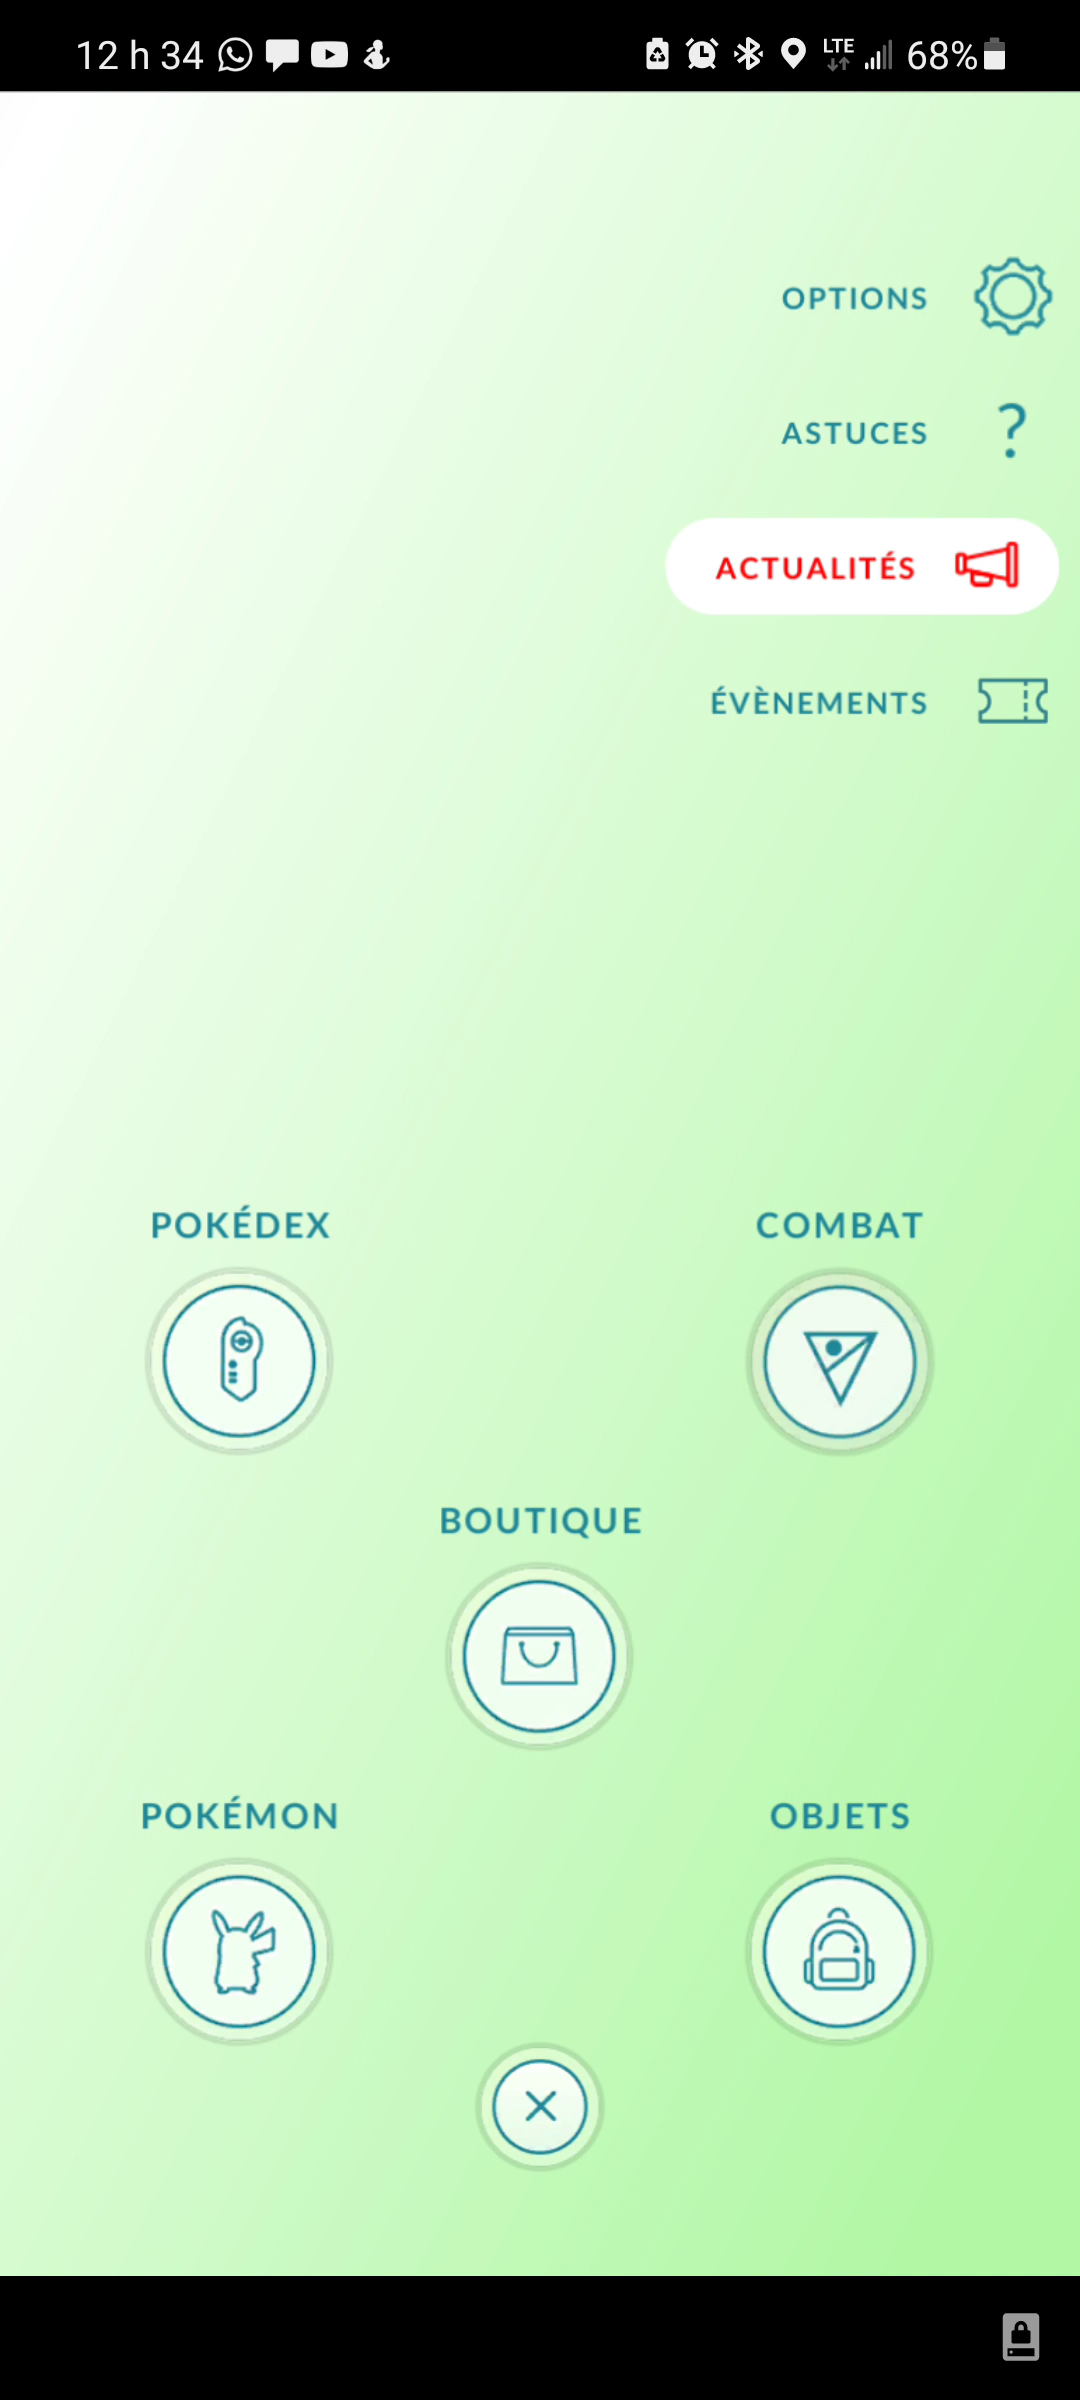 12 h 34
LTE
68%
OPTIONS
ASTUCES
?
ACTUALITÉS
ÉVÈNEMENTS
POKÉDEX
COMBAT
BOUTIQUE
POKÉMON
OBJETS